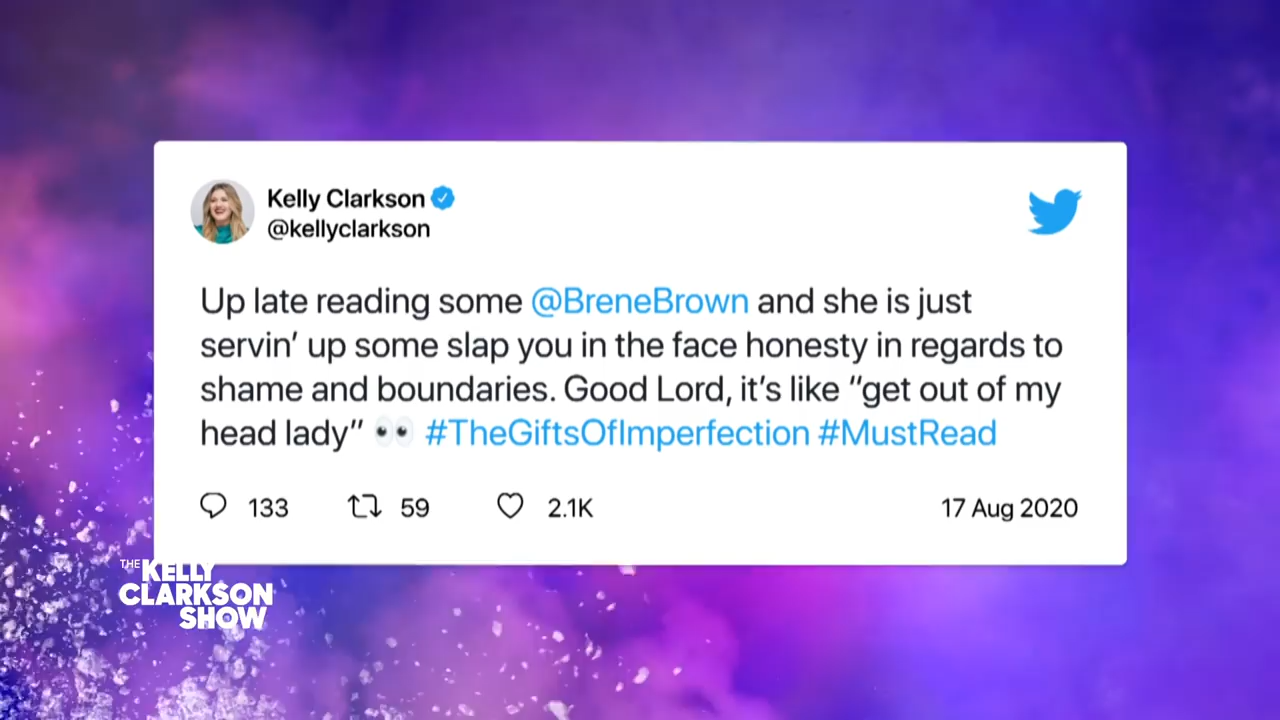 Kelly Clarkson
@kellyclarkson
Up late reading some @BreneBrown and she is just
servin’ up some slap you in the face honesty in regards to
shame and boundaries. Good Lord, it’s like “get out of my
head lady” 👀 #TheGiftsOfImperfection #MustRead
133 59 2.1K 17 Aug 2020
THE KELLY
CLARKSON
SHOW